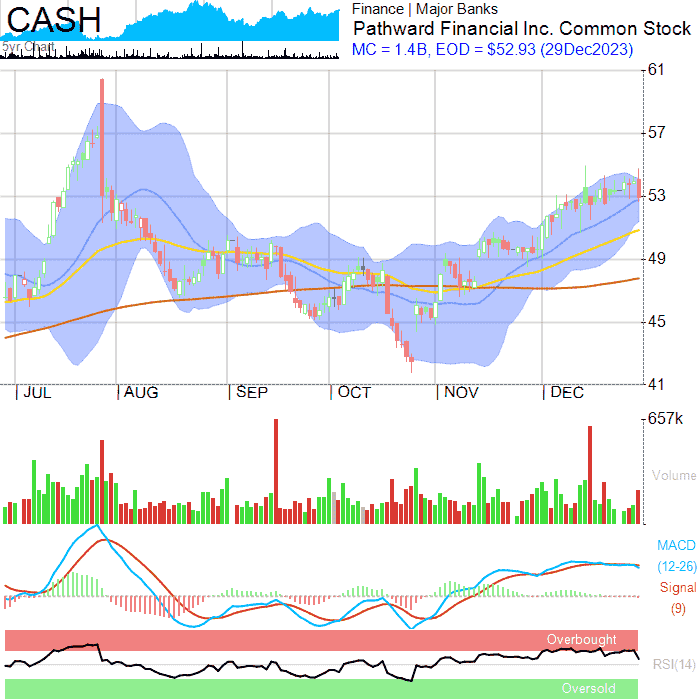 CASH
5yr Chart
Finance | Major Banks
Pathward Financial Inc. Common Stock
MC = 1.4B, EOD = $52.93 (29Dec2023)
61
57
53
49
45
41
JUL AUG SEP OCT NOV DEC
657k
Volume
MACD
(12-26)
Signal
(9)
Overbought
RSI(14)
Oversold